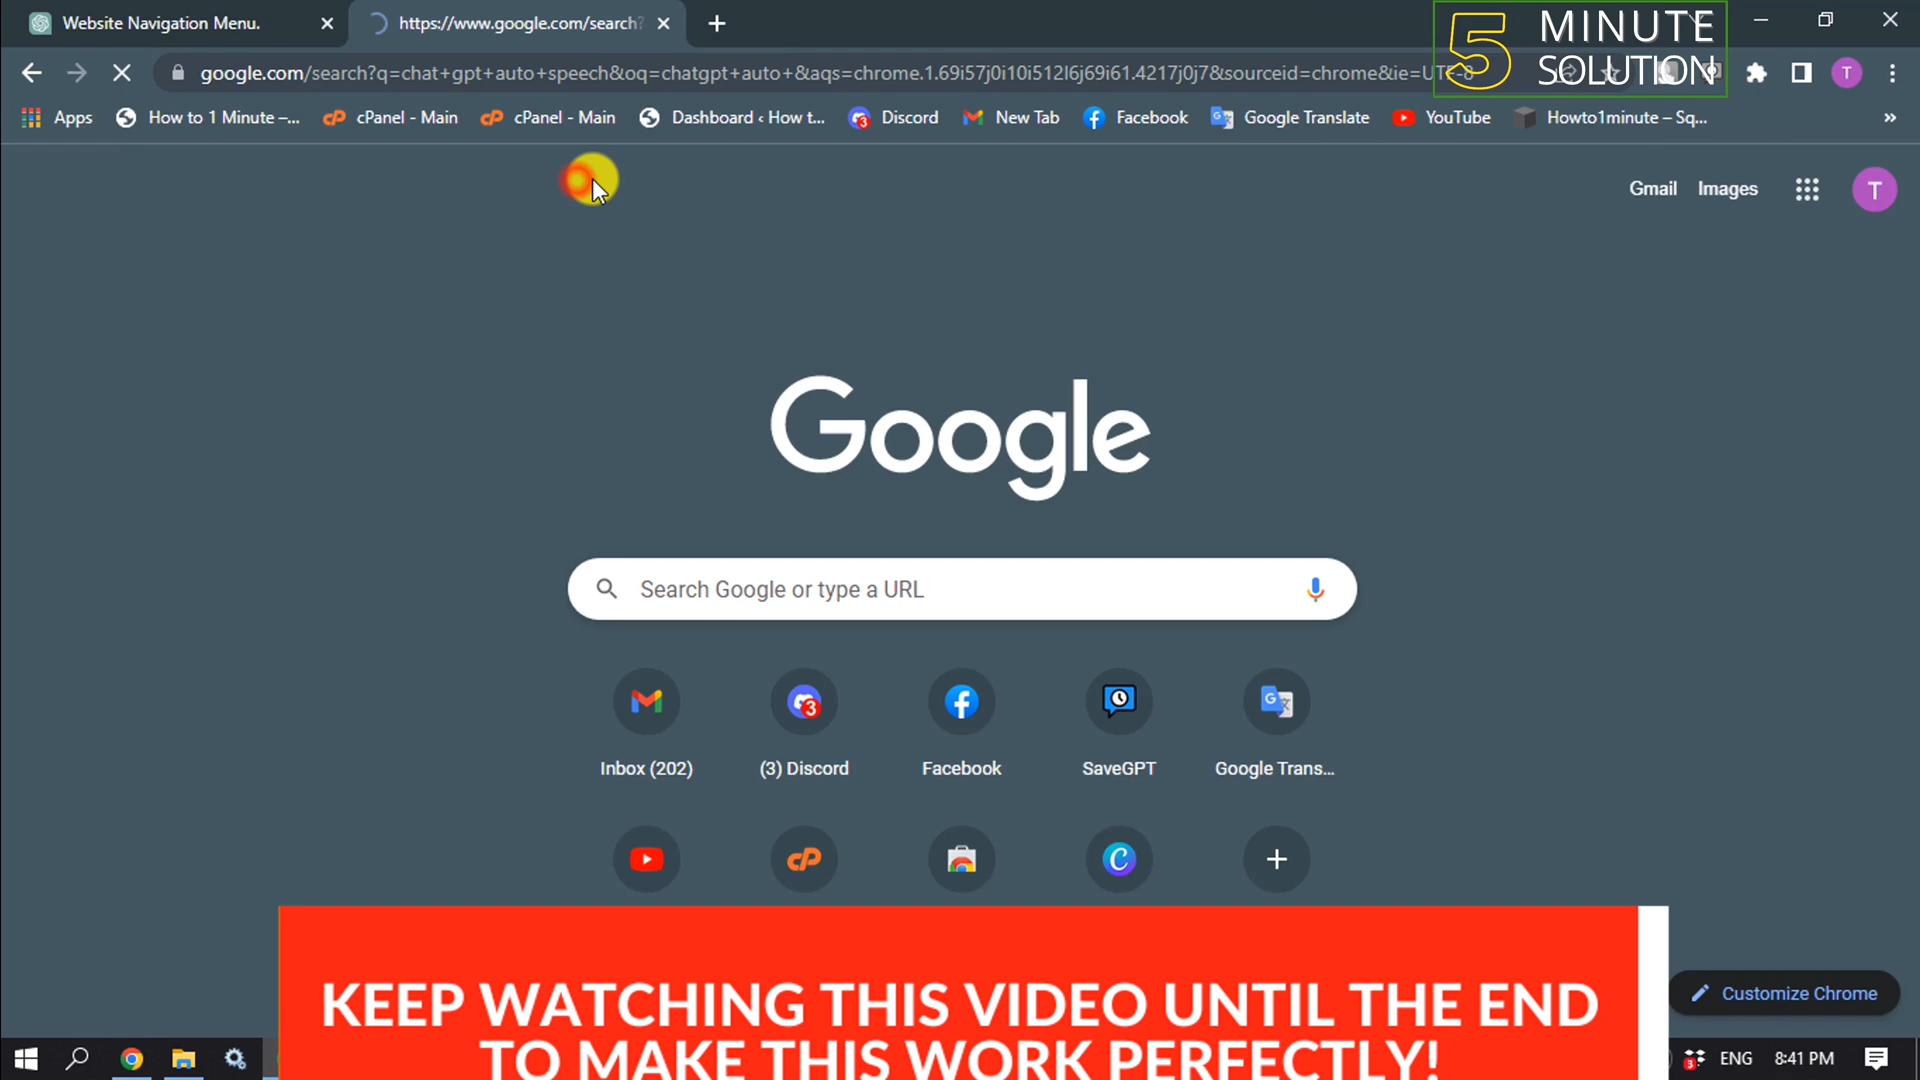 Website Navigation Menu.
https://www.google.com/search?
5 MINUTE
SOLUTION
google.com/search?q=chat+gpt+auto+speech&oq=chatgpt+auto+&aqs=chrome.1.69i57j0i10i512l6j69i61.4217j0j7&sourceid=chrome&ie=UTF-8
T
Apps
How to 1 Minute –...
cPanel - Main
cPanel - Main
Dashboard ‹ How t...
Discord
New Tab
Facebook
Google Translate
YouTube
Howto1minute – Sq...
»
Gmail
Images
T
Google
Search Google or type a URL
3
Inbox (202)
(3) Discord
Facebook
SaveGPT
Google Trans...
cP
Customize Chrome
KEEP WATCHING THIS VIDEO UNTIL THE END
TO MAKE THIS WORK PERFECTLY!
3
ENG
8:41 PM